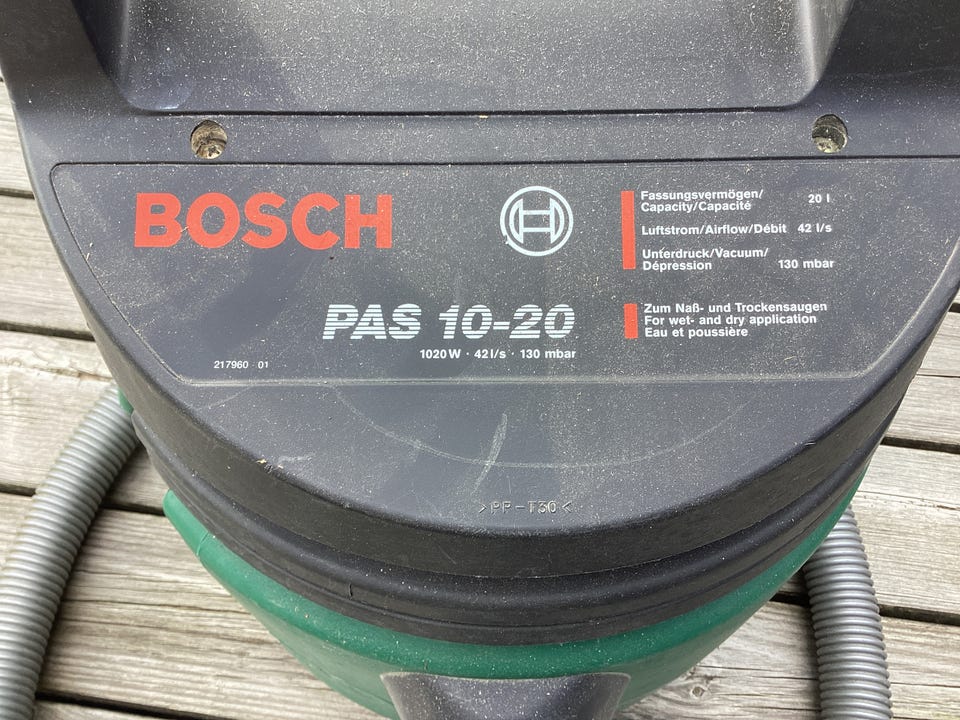 BOSCH
Fassungsvermögen/
Capacity/Capacité 20 l
Luftstrom/Airflow/Débit 42 l/s
Unterdruck/Vacuum/
Dépression 130 mbar
PAS 10-20
1020 W · 42 l/s · 130 mbar
Zum Naß- und Trockensaugen
For wet- and dry application
Eau et poussière
217960 01
>PP-T30<